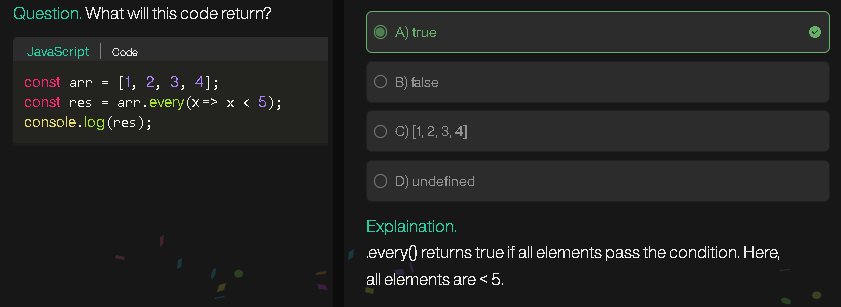 Question. What will this code return?
JavaScript | Code
const arr = [1, 2, 3, 4];
const res = arr.every(x=> x < 5);
console.log(res);
A) true
B) false
C) [1, 2, 3, 4]
D) undefined
Explaination.
.every() returns true if all elements pass the condition. Here,
all elements are < 5.